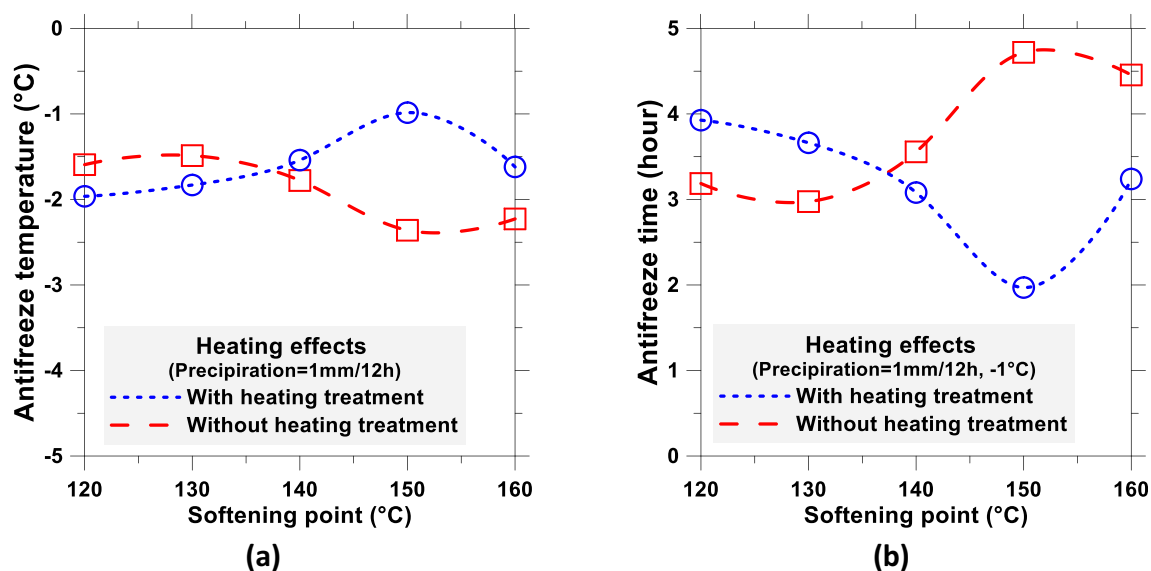 0
-1
-2
-3
-4
-5
Antifreeze temperature (°C)
Heating effects
(Precipiration=1mm/12h)
With heating treatment
Without heating treatment
120 130 140 150 160
Softening point (°C)
(a)
5
4
3
2
1
0
Antifreeze time (hour)
Heating effects
(Precipiration=1mm/12h, -1°C)
With heating treatment
Without heating treatment
120 130 140 150 160
Softening point (°C)
(b)